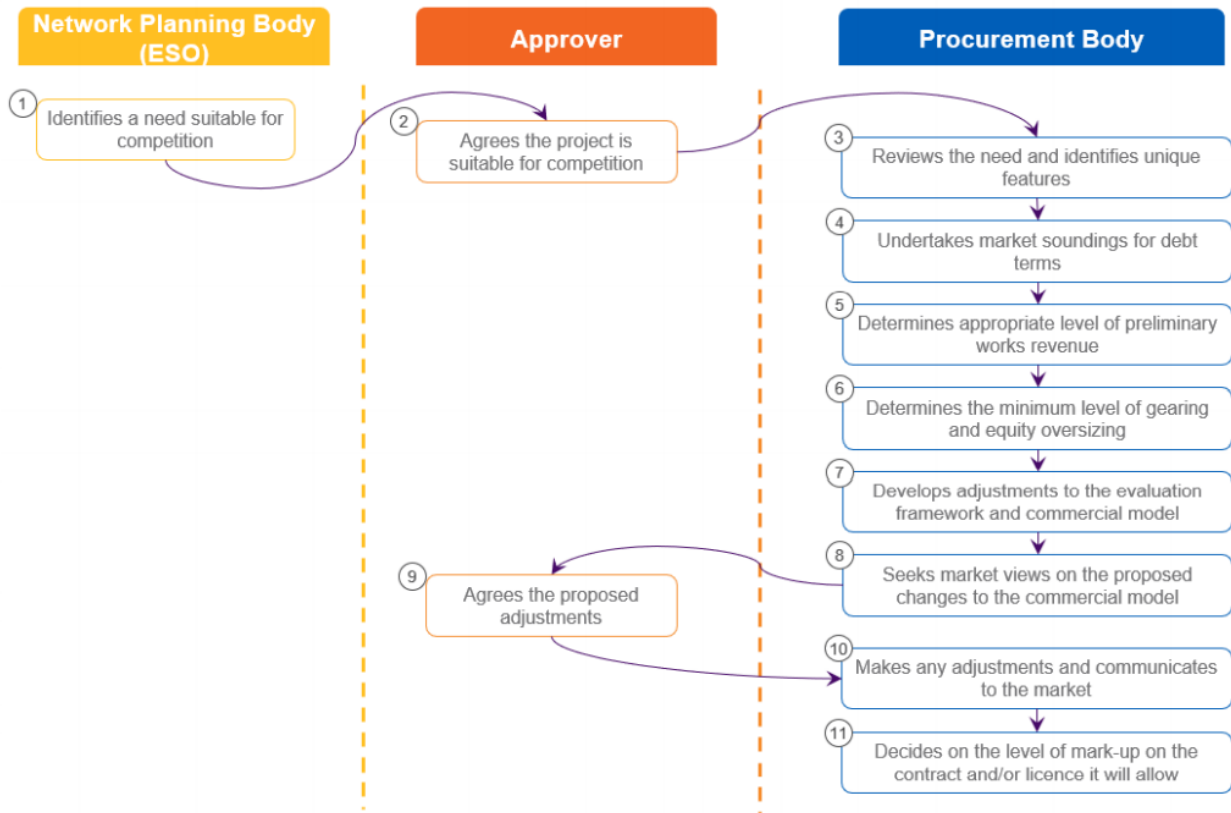 Network Planning Body
(ESO)
Approver
Procurement Body
1
Identifies a need suitable for
competition
2
Agrees the project is
suitable for competition
3
Reviews the need and identifies unique
features
4
Undertakes market soundings for debt
terms
5
Determines appropriate level of preliminary
works revenue
6
Determines the minimum level of gearing
and equity oversizing
7
Develops adjustments to the evaluation
framework and commercial model
8
Seeks market views on the proposed
changes to the commercial model
9
Agrees the proposed
adjustments
10
Makes any adjustments and communicates
to the market
11
Decides on the level of mark-up on the
contract and/or licence it will allow